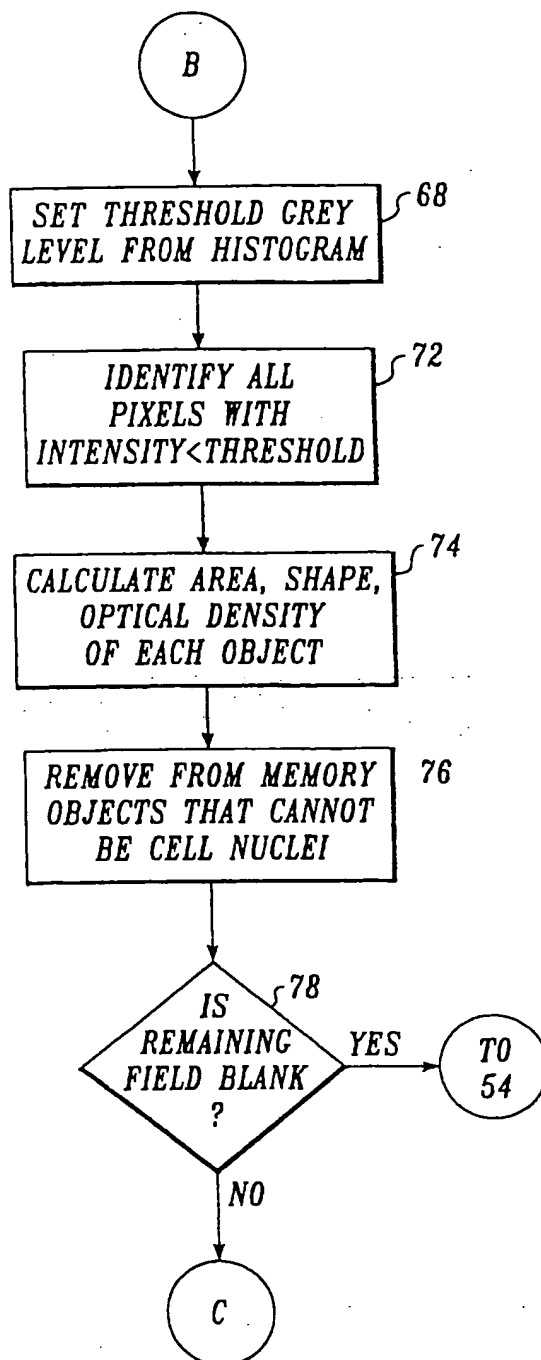 B
68
SET THRESHOLD GREY
LEVEL FROM HISTOGRAM
72
IDENTIFY ALL
PIXELS WITH
INTENSITY<THRESHOLD
74
CALCULATE AREA, SHAPE,
OPTICAL DENSITY
OF EACH OBJECT
76
REMOVE FROM MEMORY
OBJECTS THAT CANNOT
BE CELL NUCLEI
78
IS
REMAINING
FIELD BLANK
?
YES
TO
54
NO
C